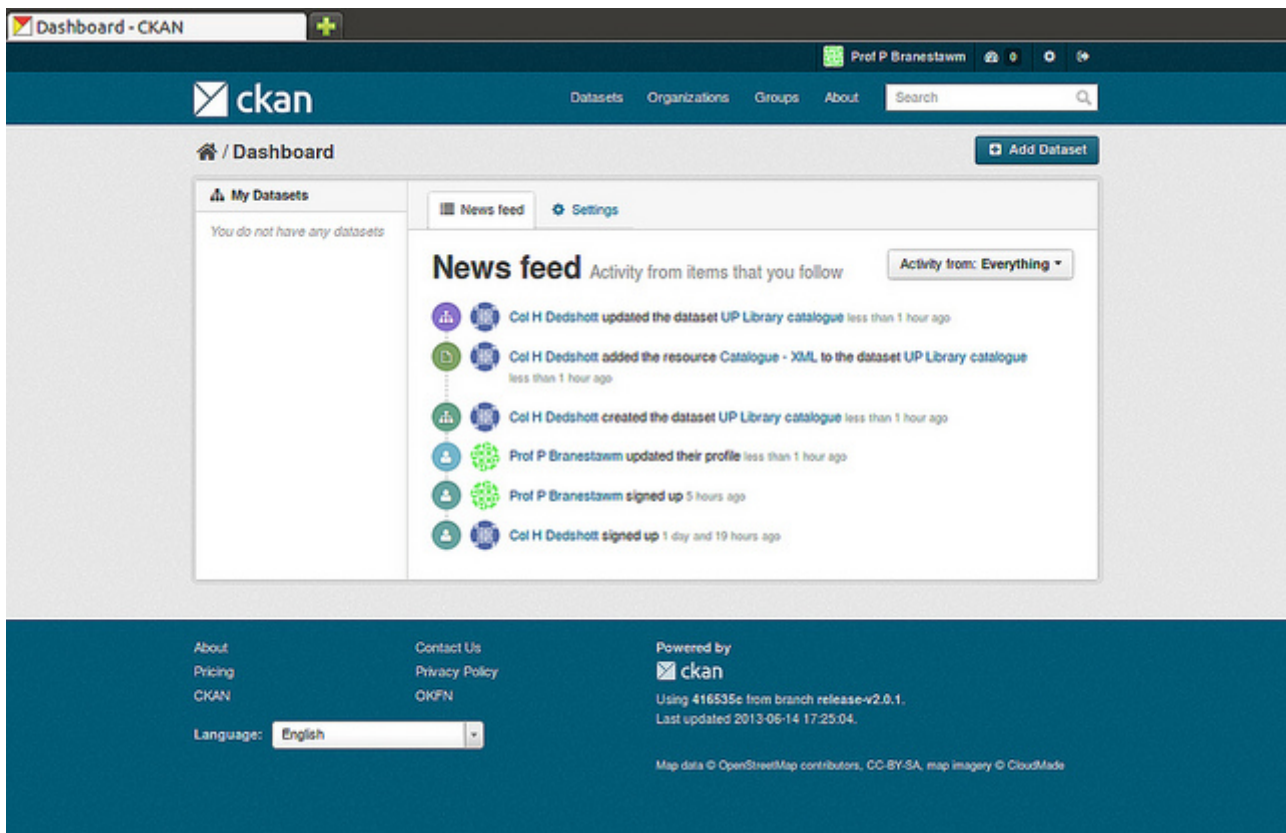 Dashboard - CKAN
Prof P Branestawm 0
ckan Datasets Organizations Groups About Search
/ Dashboard Add Dataset
My Datasets
You do not have any datasets
News feed Settings
News feed Activity from items that you follow Activity from: Everything
Col H Dedshott updated the dataset UP Library catalogue less than 1 hour ago
Col H Dedshott added the resource Catalogue - XML to the dataset UP Library catalogue
less than 1 hour ago
Col H Dedshott created the dataset UP Library catalogue less than 1 hour ago
Prof P Branestawm updated their profile less than 1 hour ago
Prof P Branestawm signed up 5 hours ago
Col H Dedshott signed up 1 day and 19 hours ago
About Contact Us Powered by
Pricing Privacy Policy ckan
CKAN OKFN Using 416535c from branch release-v2.0.1.
Last updated 2013-06-14 17:25:04.
Language: English
Map data © OpenStreetMap contributors, CC-BY-SA, map imagery © CloudMade